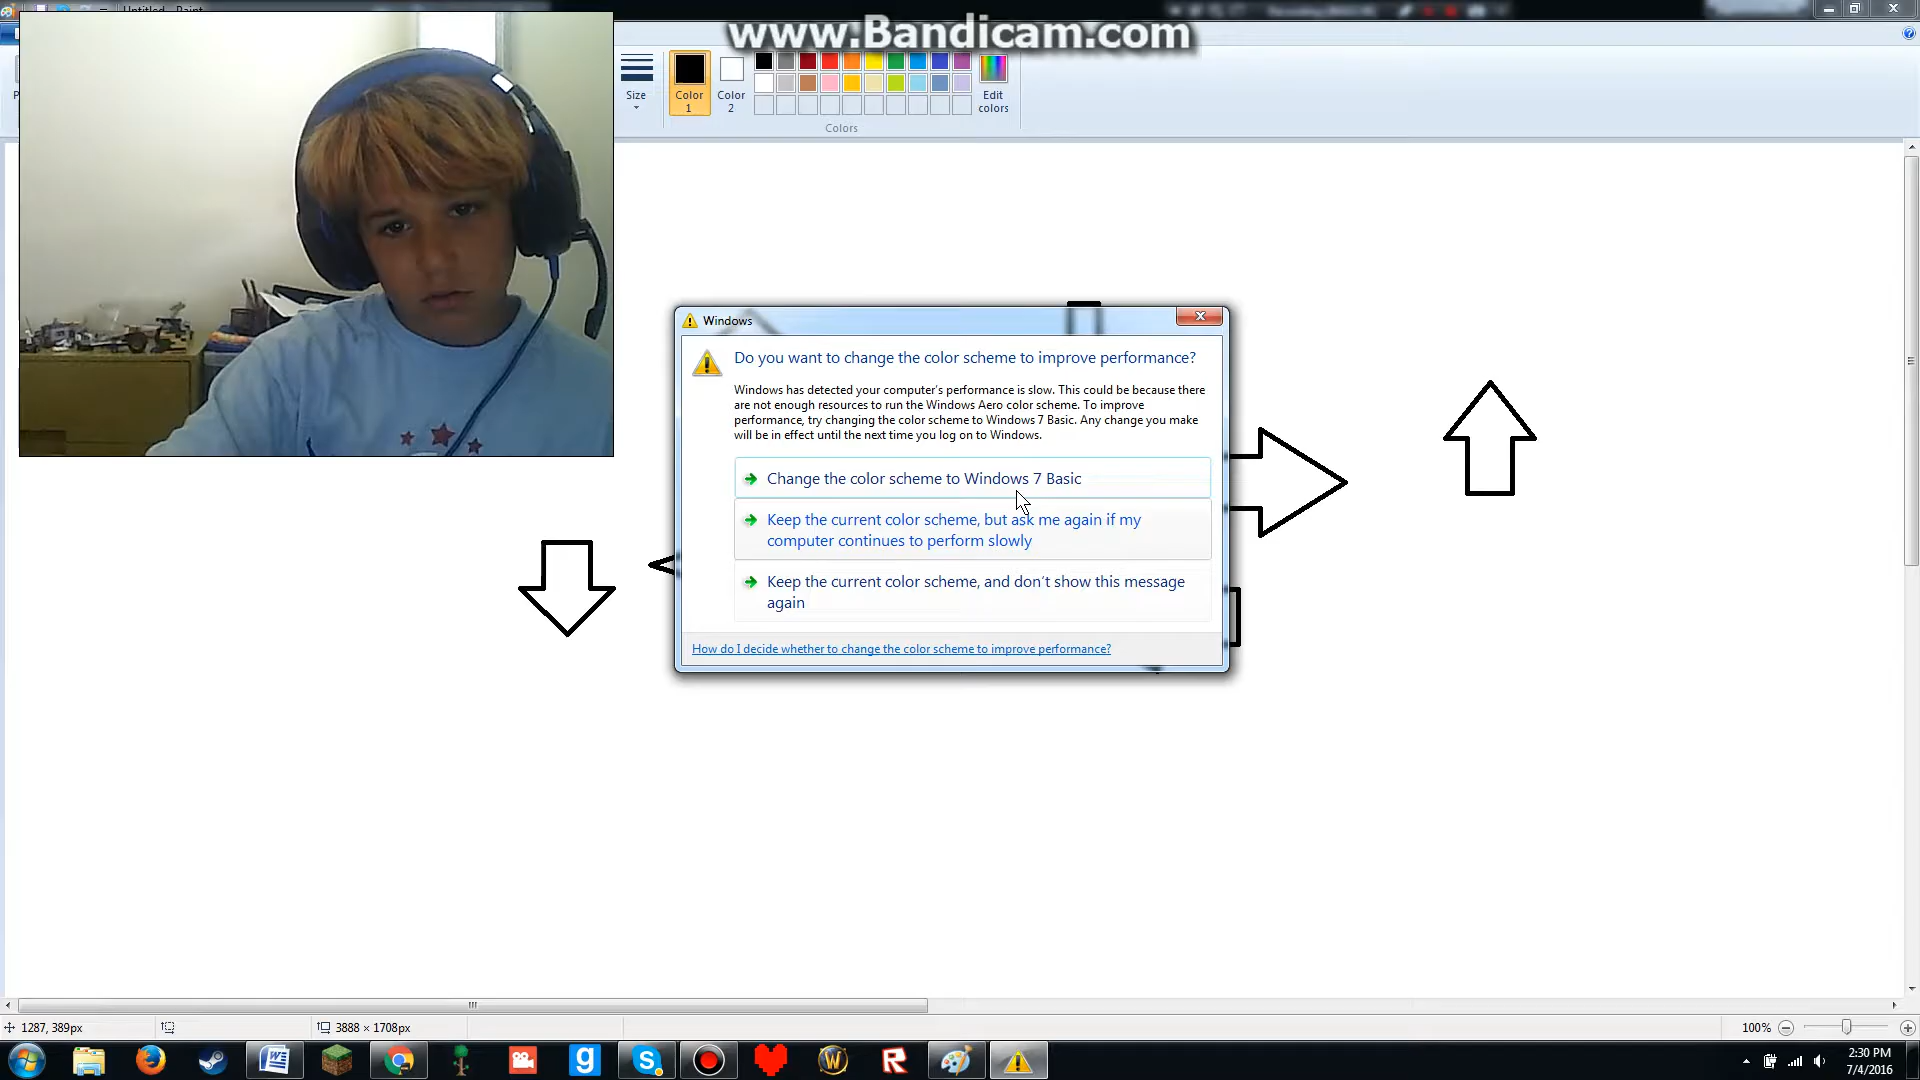 Untitled - Paint
www.Bandicam.com
Size
Color
1
Color
2
Edit
colors
Colors
Windows
Do you want to change the color scheme to improve performance?
Windows has detected your computer's performance is slow. This could be because there
are not enough resources to run the Windows Aero color scheme. To improve
performance, try changing the color scheme to Windows 7 Basic. Any change you make
will be in effect until the next time you log on to Windows.
Change the color scheme to Windows 7 Basic
Keep the current color scheme, but ask me again if my
computer continues to perform slowly
Keep the current color scheme, and don't show this message
again
How do I decide whether to change the color scheme to improve performance?
1287, 389px
3888 × 1708px
100%
2:30 PM
7/4/2016